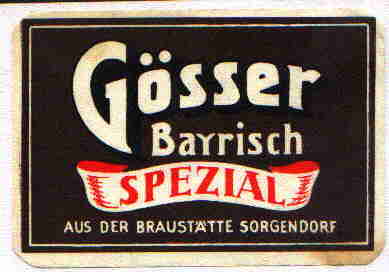 Gösser
Bayrisch
SPEZIAL
AUS DER BRAUSTÄTTE SORGENDORF